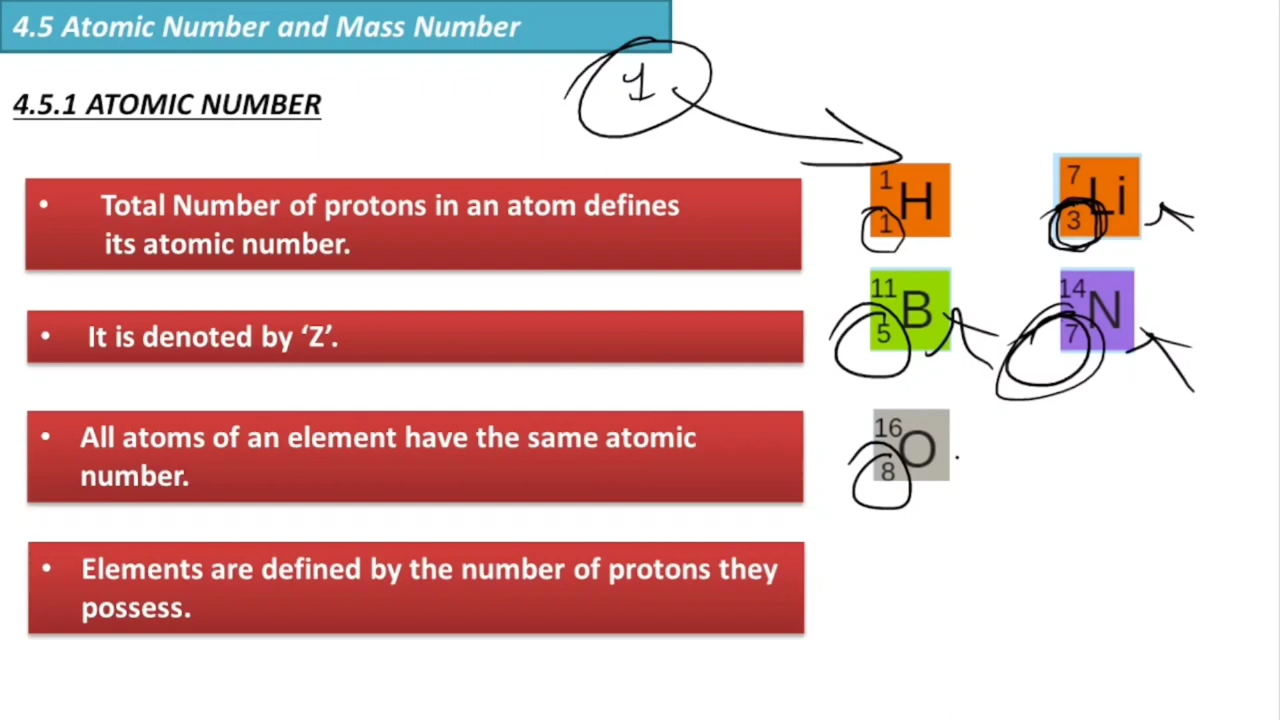 4.5 Atomic Number and Mass Number
1
4.5.1 ATOMIC NUMBER
• Total Number of protons in an atom defines
its atomic number.
• It is denoted by ‘Z’.
• All atoms of an element have the same atomic
number.
• Elements are defined by the number of protons they
possess.
1
H
1
7
Li
3
11
B
5
14
N
7
16
O
8